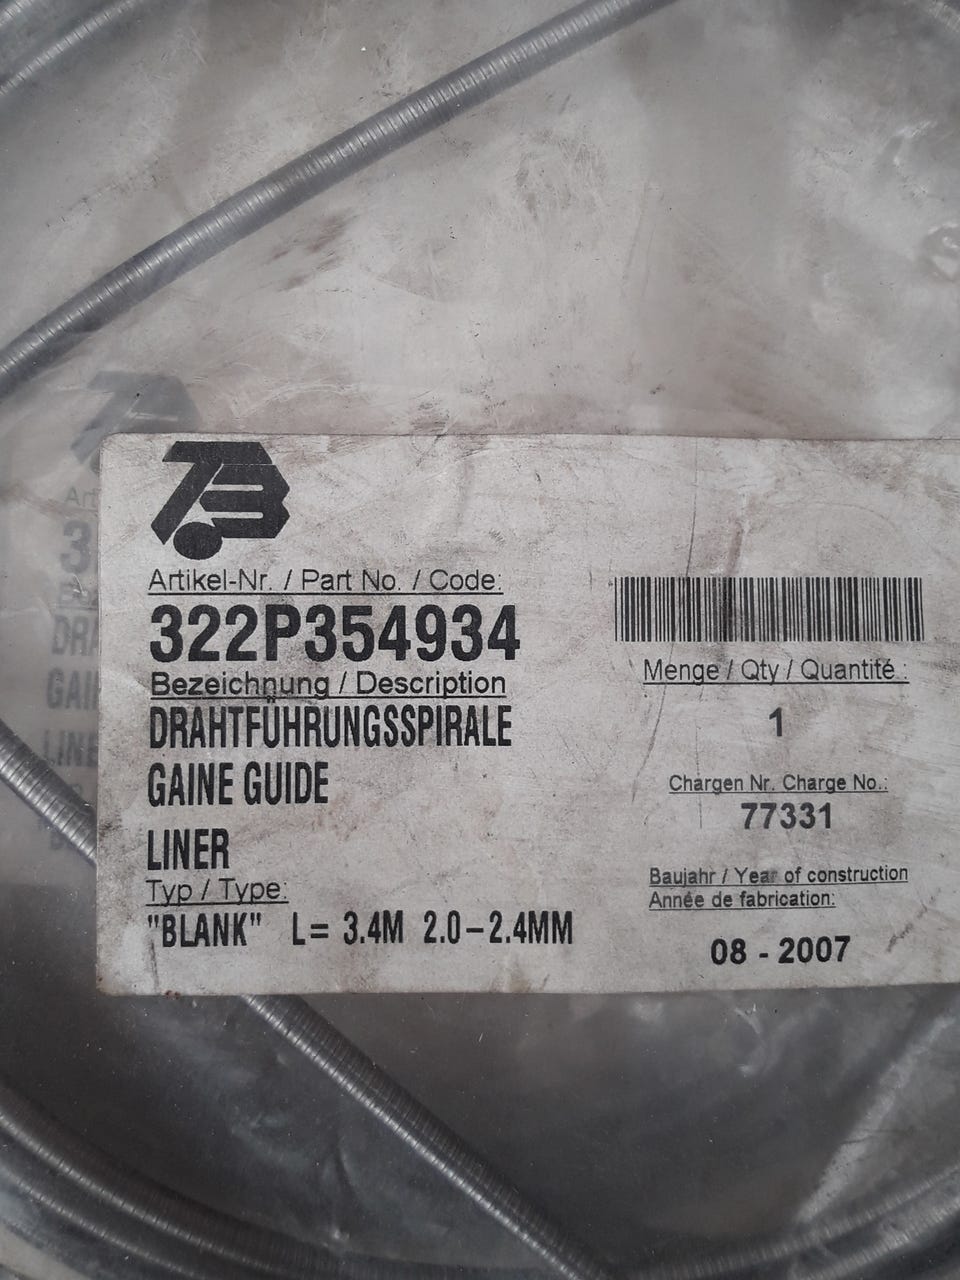 TB
Artikel-Nr. / Part No. / Code:
322P354934
Bezeichnung / Description
DRAHTFÜHRUNGSSPIRALE
GAINE GUIDE
LINER
Typ / Type:
"BLANK" L= 3.4M 2.0-2.4MM
Menge / Qty / Quantité :
1
Chargen Nr. Charge No.:
77331
Baujahr / Year of construction
Année de fabrication:
08 - 2007